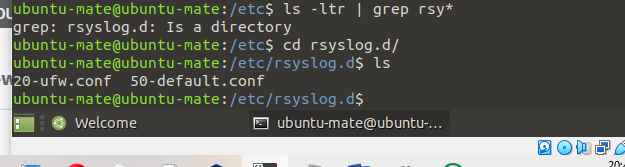 ubuntu-mate@ubuntu-mate:/etc$ ls -ltr | grep rsy*
grep: rsyslog.d: Is a directory
ubuntu-mate@ubuntu-mate:/etc$ cd rsyslog.d/
ubuntu-mate@ubuntu-mate:/etc/rsyslog.d$ ls
20-ufw.conf 50-default.conf
ubuntu-mate@ubuntu-mate:/etc/rsyslog.d$
Welcome ubuntu-mate@ubuntu-...